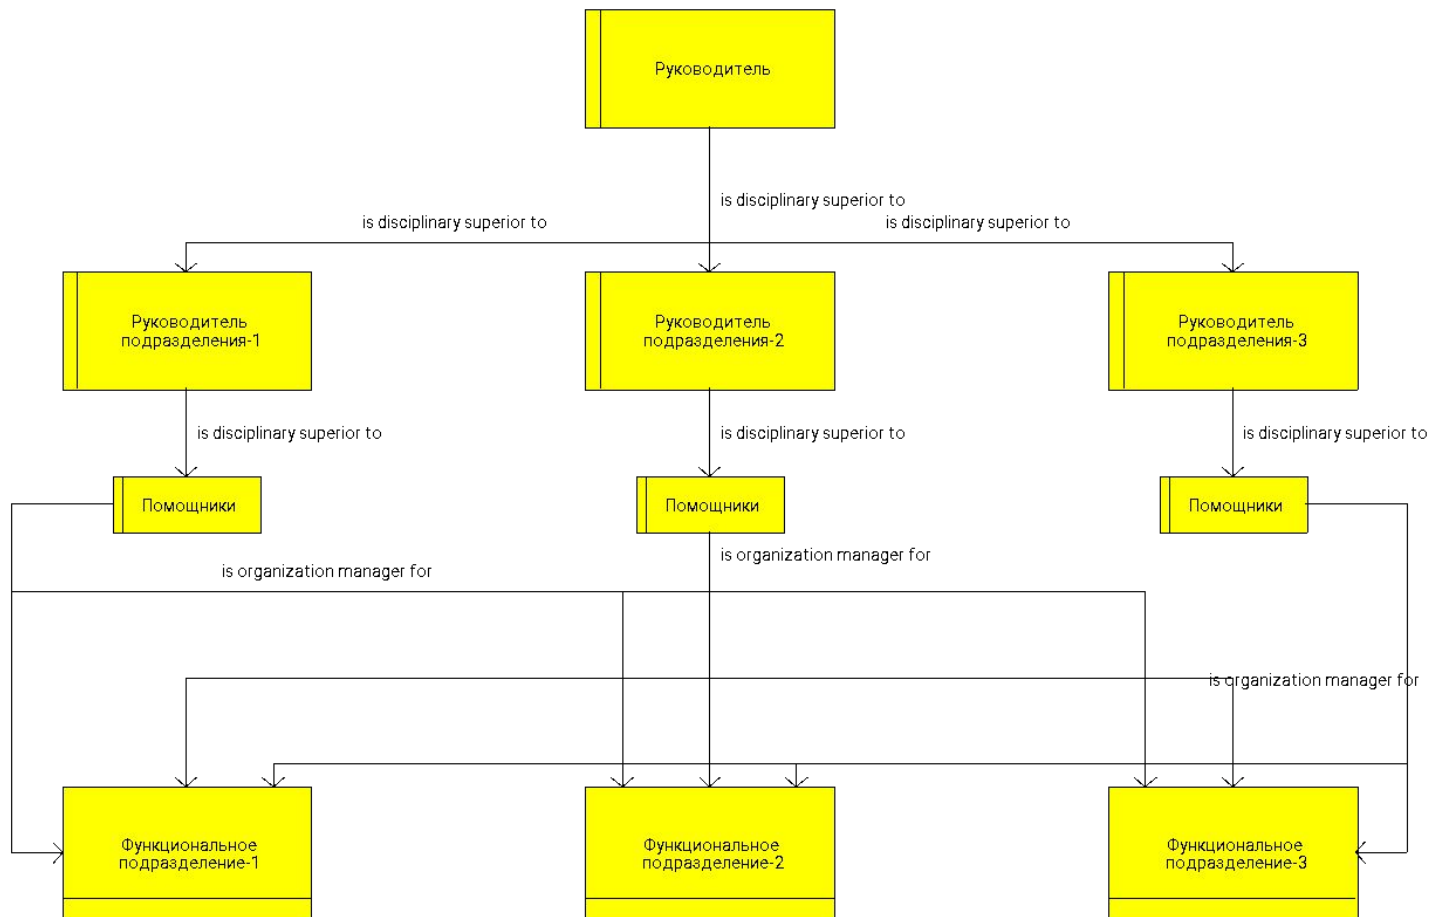 Руководитель
is disciplinary superior to
is disciplinary superior to
is disciplinary superior to
Руководитель
подразделения-1
Руководитель
подразделения-2
Руководитель
подразделения-3
is disciplinary superior to
is disciplinary superior to
is disciplinary superior to
Помощники
Помощники
Помощники
is organization manager for
is organization manager for
is organization manager for
Функциональное
подразделение-1
Функциональное
подразделение-2
Функциональное
подразделение-3